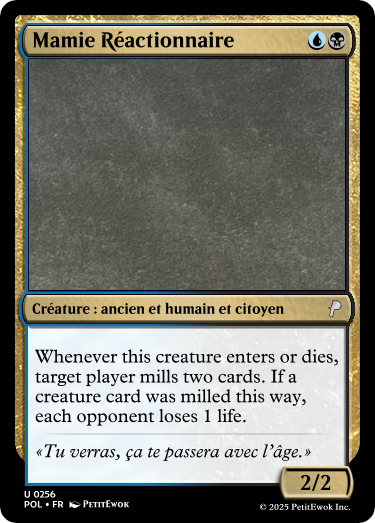 Mamie Réactionnaire
Créature : ancien et humain et citoyen
Whenever this creature enters or dies,
target player mills two cards. If a
creature card was milled this way,
each opponent loses 1 life.
«Tu verras, ça te passera avec l’âge.»
2/2
U 0256
POL • FR PetitEwok
© 2025 PetitEwok Inc.